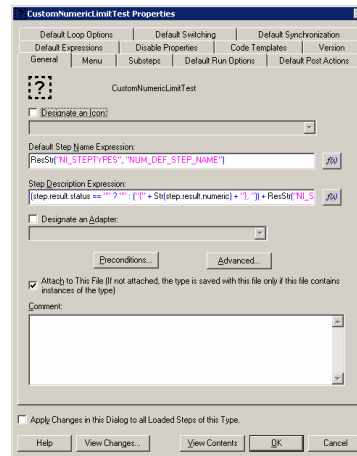 CustomNumericLimitTest Properties
Default Loop Options Default Switching Default Synchronization
Default Expressions Disable Properties Code Templates Version
General Menu Substeps Default Run Options Default Post Actions
CustomNumericLimitTest
Designate an Icon:
Default Step Name Expression:
ResStr("NI_STEPTYPES", "NUM_DEF_STEP_NAME")
f(x)
Step Description Expression:
(step.result.status == "" ? "" : ("(" + Str(step.result.numeric) + "), ")) + ResStr("NI_S
f(x)
Designate an Adapter:
Preconditions... Advanced...
Attach to This File (If not attached, the type is saved with this file only if this file contains
instances of the type)
Comment:
Apply Changes in this Dialog to all Loaded Steps of this Type.
Help View Changes... View Contents OK Cancel